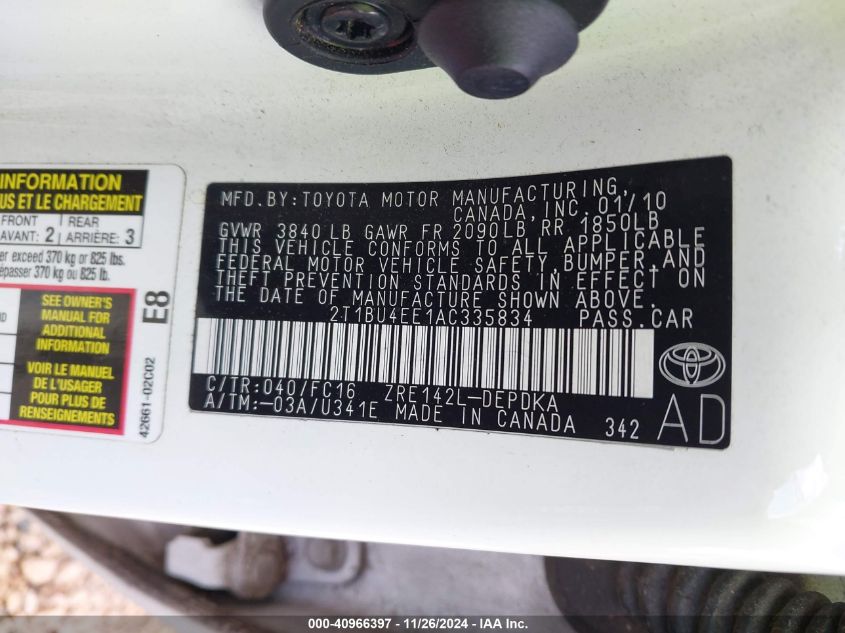 INFORMATION
US ET LE CHARGEMENT
FRONT
AVANT: 2
REAR
ARRIÈRE: 3
er exceed 370 kg or 825 lbs.
épasser 370 kg ou 825 lb.
SEE OWNER'S
MANUAL FOR
ADDITIONAL
INFORMATION
VOIR LE MANUEL
DE L'USAGER
POUR PLUS DE
RENSEIGNEMENTS
E8
42661-02C02
MFD. BY: TOYOTA MOTOR MANUFACTURING,
CANADA, INC. 01/10
GVWR 3840 LB GAWR FR 2090LB RR 1850LB
THIS VEHICLE CONFORMS TO ALL APPLICABLE
FEDERAL MOTOR VEHICLE SAFETY, BUMPER, AND
THEFT PREVENTION STANDARDS IN EFFECT ON
THE DATE OF MANUFACTURE SHOWN ABOVE.
2T1BU4EE1AC335834 PASS.CAR
C/TR:040/FC16 ZRE142L-DEPDKA
A/TM:-03A/U341E MADE IN CANADA 342
AD
000-40966397 - 11/26/2024 - IAA Inc.